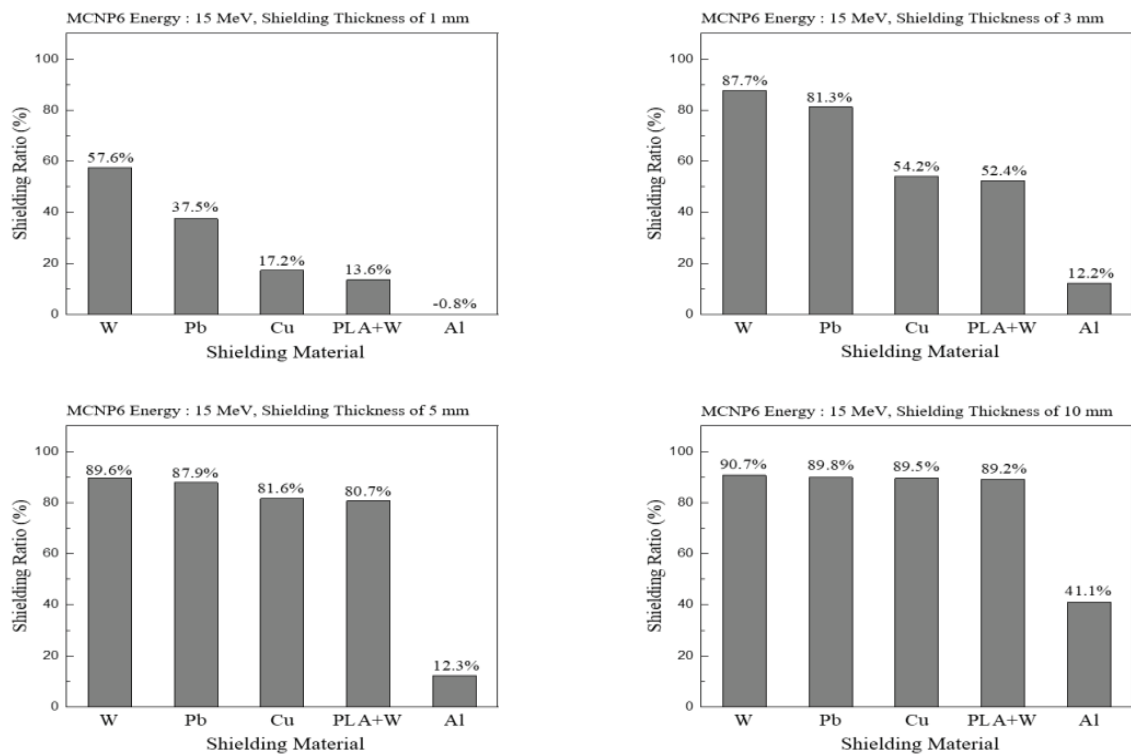 MCNP6 Energy : 15 MeV, Shielding Thickness of 1 mm
Shielding Ratio (%)
100
80
60
40
20
0
57.6%
37.5%
17.2%
13.6%
-0.8%
W Pb Cu PLA+W Al
Shielding Material
MCNP6 Energy : 15 MeV, Shielding Thickness of 3 mm
Shielding Ratio (%)
100
80
60
40
20
0
87.7%
81.3%
54.2%
52.4%
12.2%
W Pb Cu PLA+W Al
Shielding Material
MCNP6 Energy : 15 MeV, Shielding Thickness of 5 mm
Shielding Ratio (%)
100
80
60
40
20
0
89.6%
87.9%
81.6%
80.7%
12.3%
W Pb Cu PLA+W Al
Shielding Material
MCNP6 Energy : 15 MeV, Shielding Thickness of 10 mm
Shielding Ratio (%)
100
80
60
40
20
0
90.7%
89.8%
89.5%
89.2%
41.1%
W Pb Cu PLA+W Al
Shielding Material